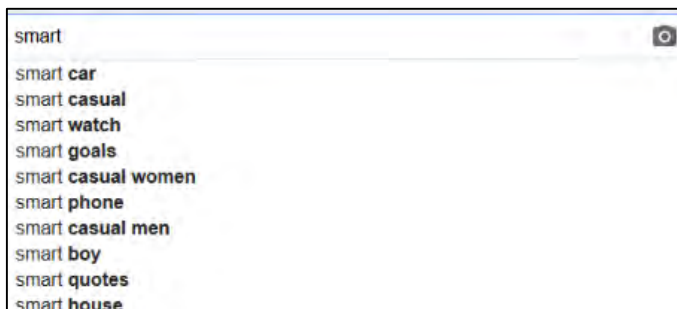 smart
smart car
smart casual
smart watch
smart goals
smart casual women
smart phone
smart casual men
smart boy
smart quotes
smart house